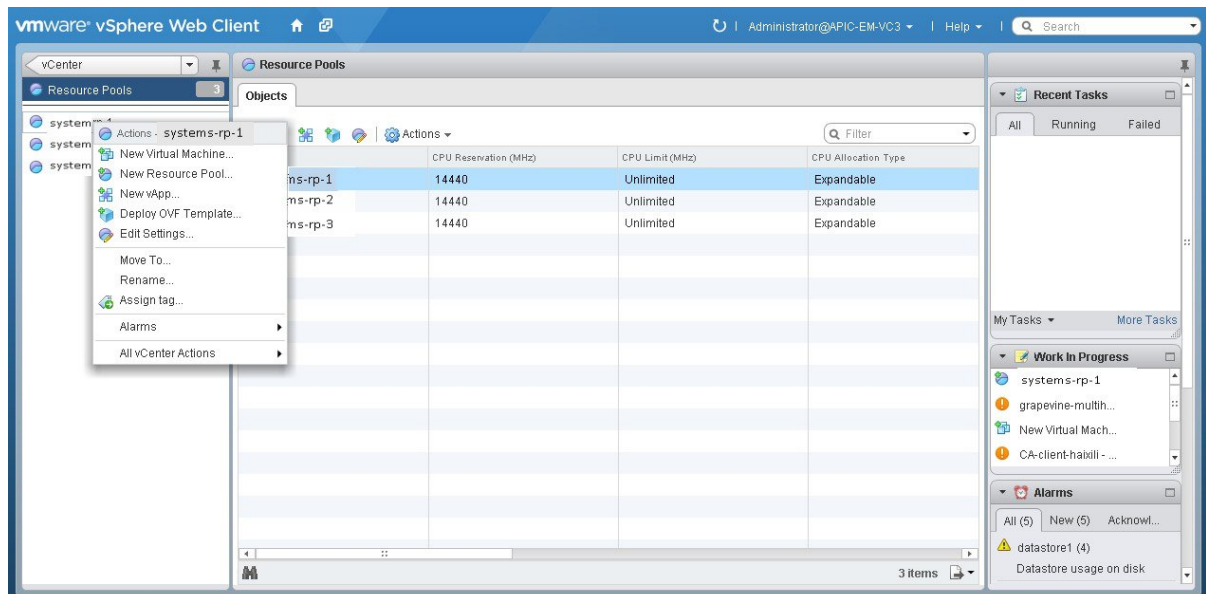 vmware® vSphere Web Client
Administrator@APIC-EM-VC3
Help
Search
vCenter
Resource Pools 3
system
system
system
Actions - systems-rp-1
New Virtual Machine...
New Resource Pool...
New vApp...
Deploy OVF Template...
Edit Settings...
Move To...
Rename...
Assign tag...
Alarms
All vCenter Actions
Resource Pools
Objects
Actions
Filter
CPU Reservation (MHz) CPU Limit (MHz) CPU Allocation Type
ms-rp-1 14440 Unlimited Expandable
ms-rp-2 14440 Unlimited Expandable
ms-rp-3 14440 Unlimited Expandable
3 items
Recent Tasks
All Running Failed
My Tasks More Tasks
Work In Progress
systems-rp-1
grapevine-multih...
New Virtual Mach...
CA-client-haixili - ...
Alarms
All (5) New (5) Acknowl...
datastore1 (4)
Datastore usage on disk